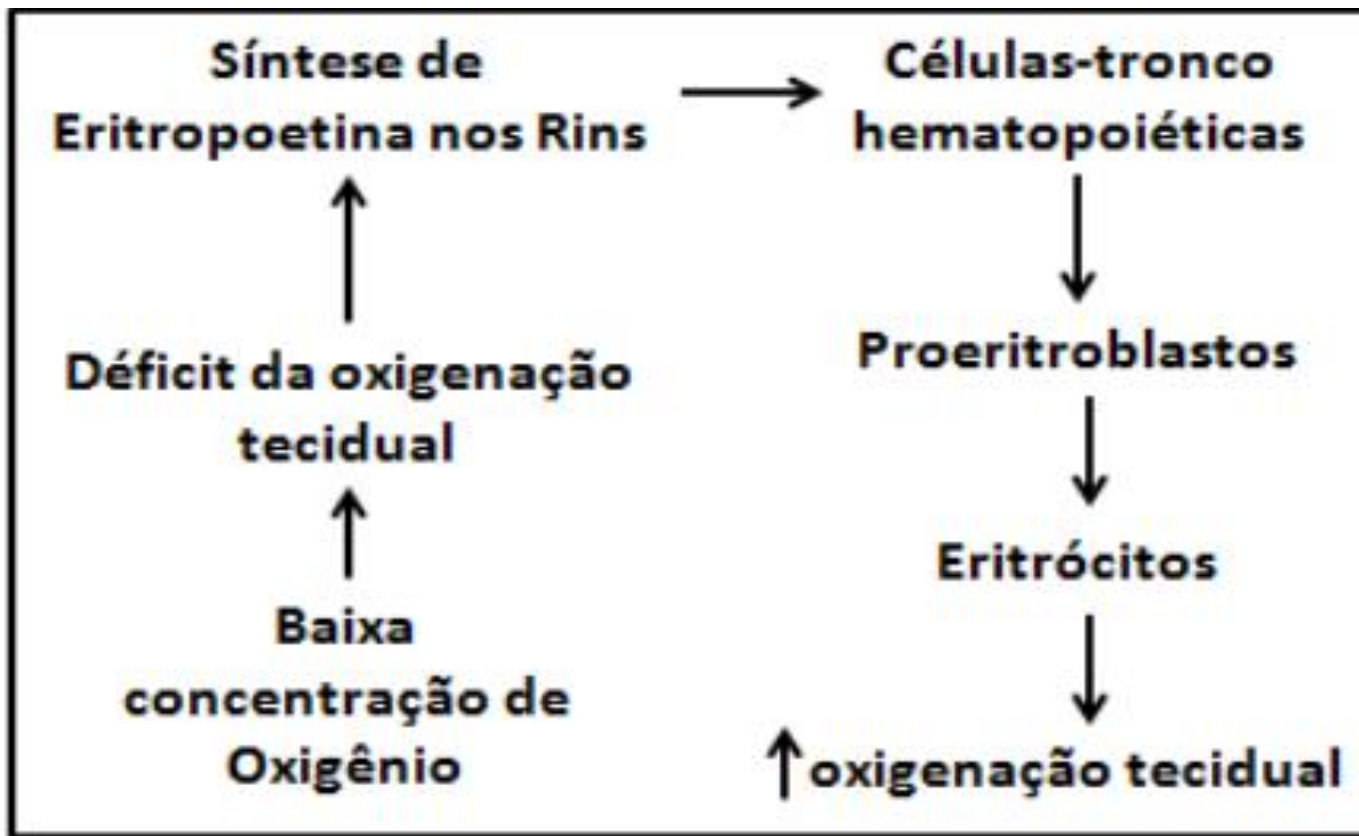 Síntese de
Eritropoetina nos Rins
Células-tronco
hematopoiéticas
Déficit da oxigenação
tecidual
Proeritroblastos
Eritrócitos
Baixa
concentração de
Oxigênio
↑oxigenação tecidual